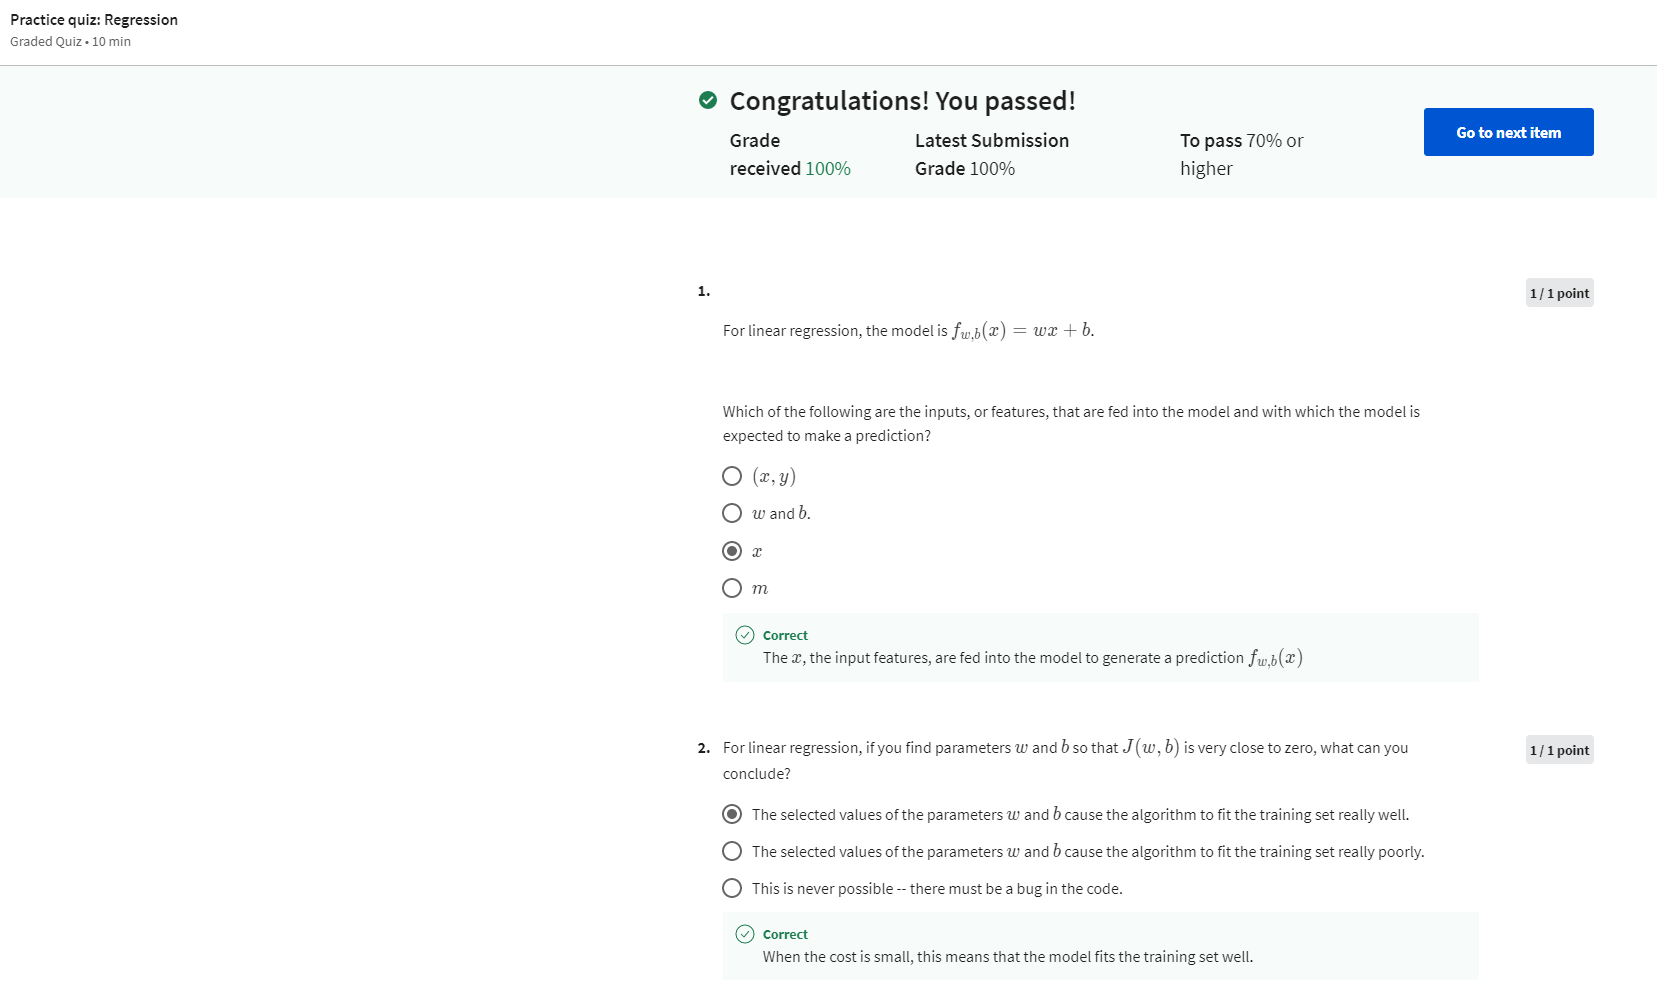 Practice quiz: Regression
Graded Quiz • 10 min
Congratulations! You passed!
Grade received 100%
Latest Submission Grade 100%
To pass 70% or higher
Go to next item
1.
1 / 1 point
For linear regression, the model is f_{w,b}(x) = wx + b.
Which of the following are the inputs, or features, that are fed into the model and with which the model is
expected to make a prediction?
(x, y)
w and b.
x
m
Correct
The x, the input features, are fed into the model to generate a prediction f_{w,b}(x)
2. For linear regression, if you find parameters w and b so that J(w, b) is very close to zero, what can you
1 / 1 point
conclude?
The selected values of the parameters w and b cause the algorithm to fit the training set really well.
The selected values of the parameters w and b cause the algorithm to fit the training set really poorly.
This is never possible -- there must be a bug in the code.
Correct
When the cost is small, this means that the model fits the training set well.